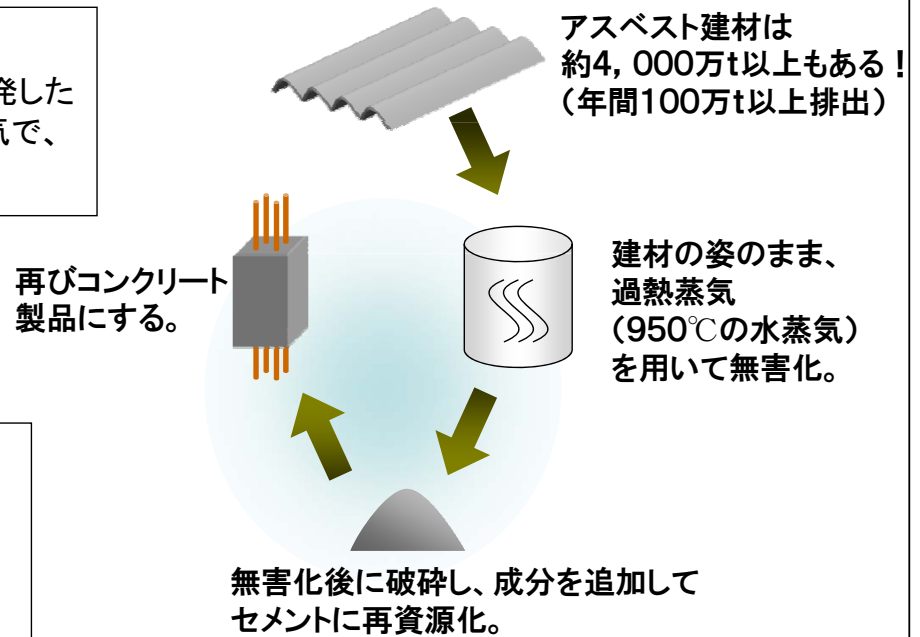 アスベスト建材は
約4，000万t以上もある！
（年間100万t以上排出）
発した
気で、
建材の姿のまま、
過熱蒸気
（950℃の水蒸気）
を用いて無害化。
再びコンクリート
製品にする。
無害化後に破砕し、成分を追加して
セメントに再資源化。